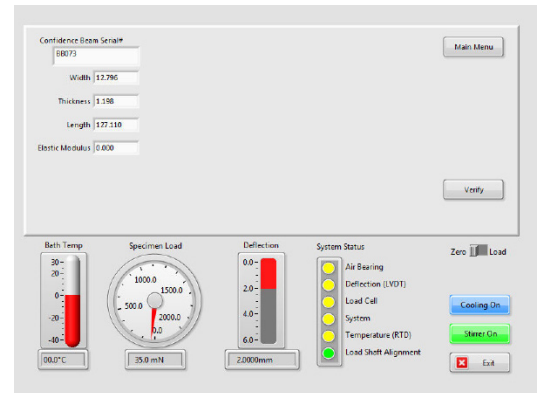 Confidence Beam Serial#
BB073
Main Menu
Width 12.796
Thickness 1.198
Length 127.110
Elastic Modulus 0.000
Verify
Bath Temp
Specimen Load
Deflection
System Status
Zero Load
30-
20-
0-
-20-
-40-
00.0°C
1000.0
1500.0
500.0
2000.0
0.0
35.0 mN
0.0-
2.0-
4.0-
6.0-
2.0000mm
Air Bearing
Deflection (LVDT)
Load Cell
System
Temperature (RTD)
Load Shaft Alignment
Cooling On
Stirrer On
Exit